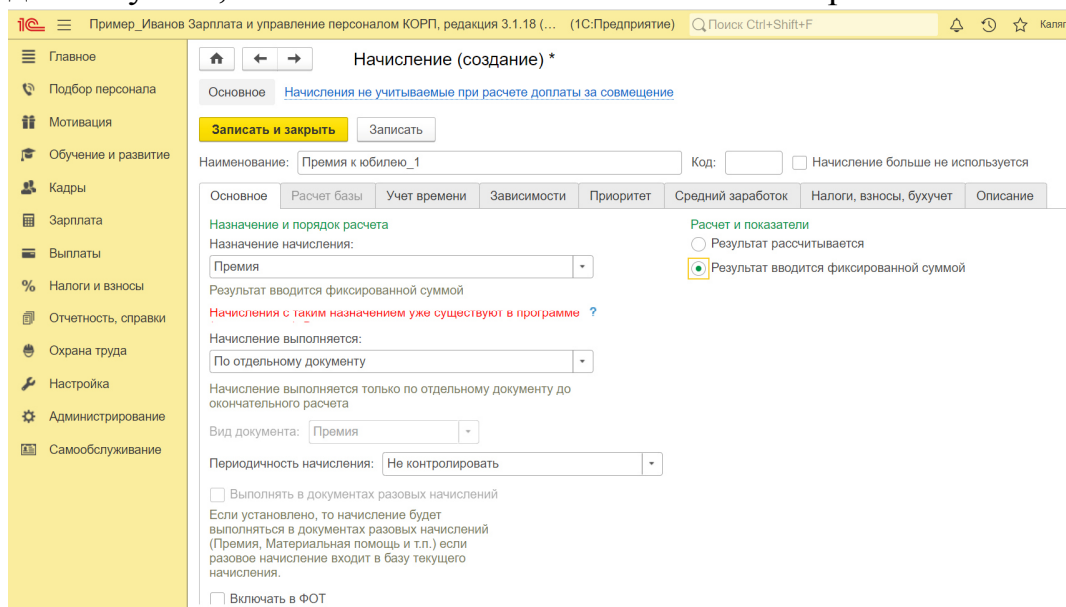 1С Пример_Иванов Зарплата и управление персоналом КОРП, редакция 3.1.18 (... (1С:Предприятие) Поиск Ctrl+Shift+F
Главное
Подбор персонала
Мотивация
Обучение и развитие
Кадры
Зарплата
Выплаты
Налоги и взносы
Отчетность, справки
Охрана труда
Настройка
Администрирование
Самообслуживание
Начисление (создание) *
Основное Начисления не учитываемые при расчете доплаты за совмещение
Записать и закрыть Записать
Наименование: Премия к юбилею_1 Код: Начисление больше не используется
Основное Расчет базы Учет времени Зависимости Приоритет Средний заработок Налоги, взносы, бухучет Описание
Назначение и порядок расчета
Назначение начисления:
Премия
Результат вводится фиксированной суммой
Начисления с таким назначением уже существуют в программе ?
Начисление выполняется:
По отдельному документу
Начисление выполняется только по отдельному документу до
окончательного расчета
Вид документа: Премия
Периодичность начисления: Не контролировать
Выполнять в документах разовых начислений
Если установлено, то начисление будет
выполняться в документах разовых начислений
(Премия, Материальная помощь и т.п.) если
разовое начисление входит в базу текущего
начисления.
Включать в ФОТ
Расчет и показатели
Результат рассчитывается
Результат вводится фиксированной суммой